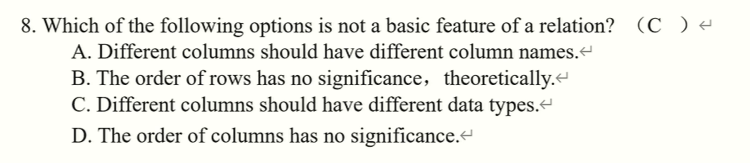 8. Which of the following options is not a basic feature of a relation? （C ）↵
A. Different columns should have different column names.↵
B. The order of rows has no significance，theoretically.↵
C. Different columns should have different data types.↵
D. The order of columns has no significance.↵